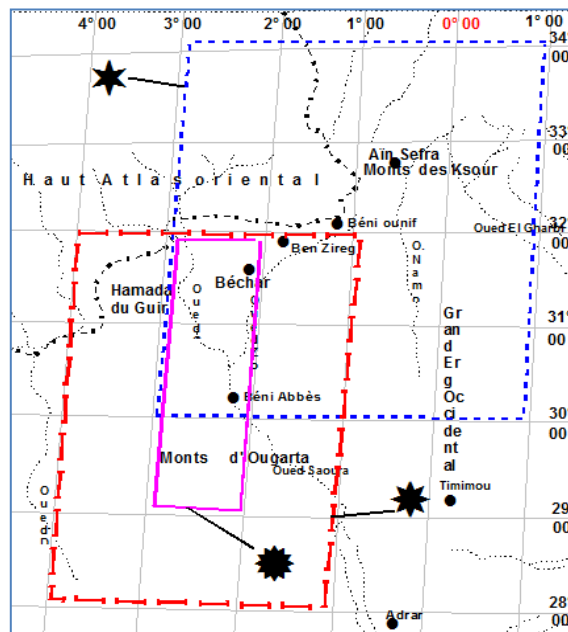 4°00 3°00 2°00 1°00 0°00 1°00
34°
00
33
00
Aïn Sefra
Monts des Ksour
Haut Atlas oriental
32
00
Béni ounif
Oued El Gharbi
Ben Zireg
O. Namo
Béchar
Hamada
du Guir
Oued
31°
00
Grand Erg Occidental
Béni Abbès
30
00
Monts d'Ougarta
Oued Saoura
Timimou
29
00
28°
00
Adrar